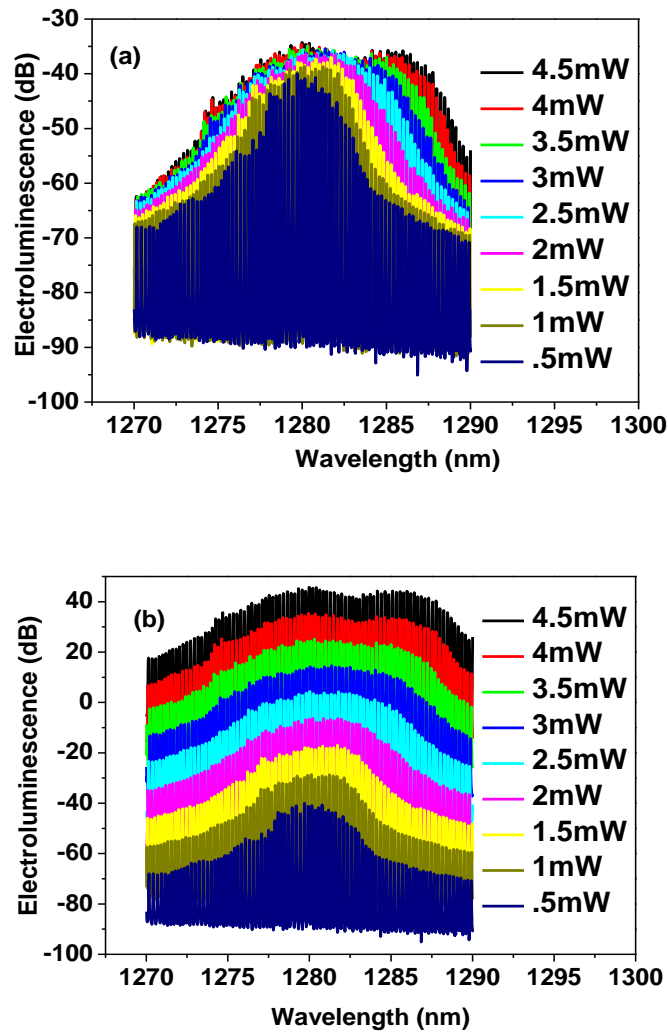 (a)
Electroluminescence (dB)
-30
-40
-50
-60
-70
-80
-90
-100
4.5mW
4mW
3.5mW
3mW
2.5mW
2mW
1.5mW
1mW
.5mW
1270 1275 1280 1285 1290 1295 1300
Wavelength (nm)
(b)
Electroluminescence (dB)
40
20
0
-20
-40
-60
-80
-100
4.5mW
4mW
3.5mW
3mW
2.5mW
2mW
1.5mW
1mW
.5mW
1270 1275 1280 1285 1290 1295 1300
Wavelength (nm)